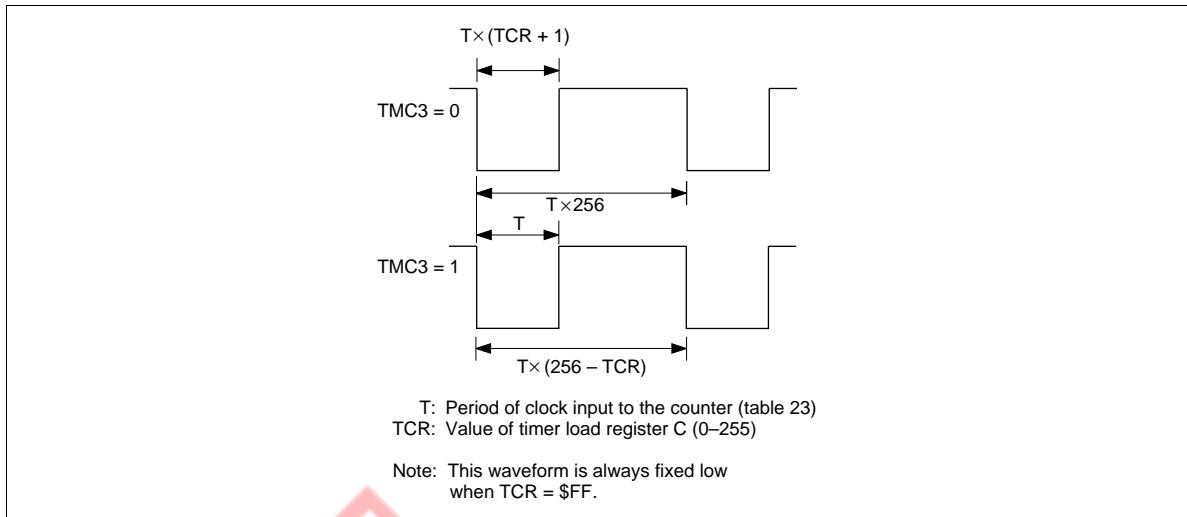 T×(TCR + 1)
TMC3 = 0
T×256
T
TMC3 = 1
T×(256 – TCR)
T: Period of clock input to the counter (table 23)
TCR: Value of timer load register C (0–255)
Note: This waveform is always fixed low
when TCR = $FF.